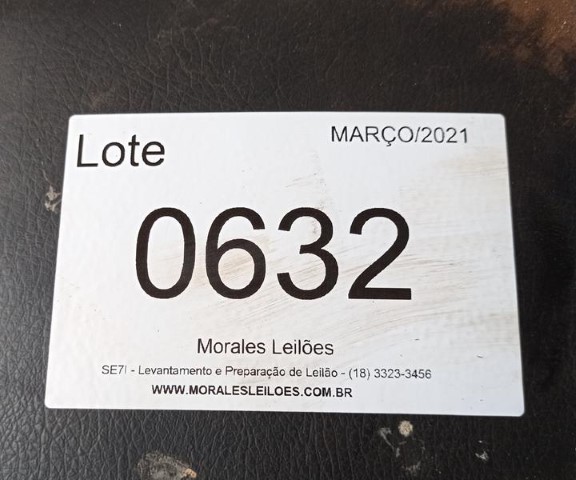 Lote
MARÇO/2021
0632
Morales Leilões
SE7I - Levantamento e Preparação de Leilão - (18) 3323-3456
WWW.MORALESLEILOES.COM.BR